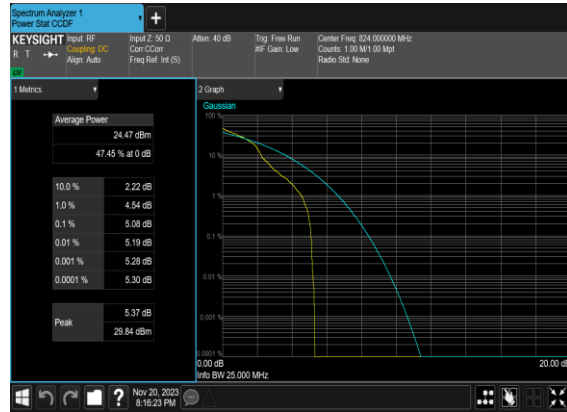 Spectrum Analyzer 1
Power Stat CCDF
+
KEYSIGHT
R T
LXI
Input: RF
Coupling: DC
Align: Auto
Input Z: 50 Ω
Corr CCorr
Freq Ref: Int (S)
Atten: 40 dB
Trig: Free Run
#IF Gain: Low
Center Freq: 824.000000 MHz
Counts: 1.00 M/1.00 Mpt
Radio Std: None
1 Metrics
Average Power
24.47 dBm
47.45 % at 0 dB
10.0 % 2.22 dB
1.0 % 4.54 dB
0.1 % 5.08 dB
0.01 % 5.19 dB
0.001 % 5.28 dB
0.0001 % 5.30 dB
Peak
5.37 dB
29.84 dBm
2 Graph
Gaussian
100 %
10 %
1 %
0.1 %
0.01 %
0.001 %
0.0001 %
0.00 dB
20.00 dB
Info BW 25.000 MHz
?
Nov 20, 2023
8:16:23 PM